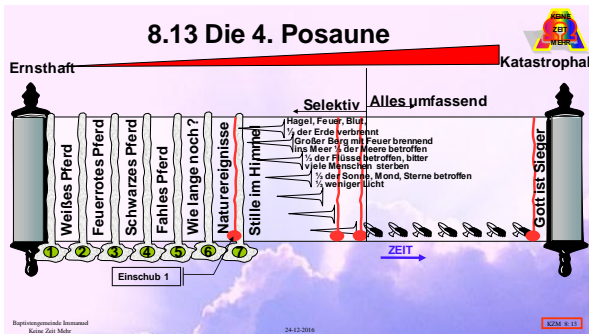 8.13 Die 4. Posaune
KEINE
ZEIT
MEHR
Ernsthaft
Katastrophal
Selektiv
Alles umfassend
Hagel, Feuer, Blut,
⅓ der Erde verbrennt
Großer Berg mit Feuer brennend
ins Meer ⅓ der Meere betroffen
⅓ der Flüsse betroffen, bitter
viele Menschen sterben
⅓ der Sonne, Mond, Sterne betroffen
⅓ weniger Licht
Weißes Pferd
Feuerrotes Pferd
Schwarzes Pferd
Fahles Pferd
Wie lange noch?
Naturereignisse
Stille im Himmel
Gott ist Sieger
1 2 3 4 5 6 7
ZEIT
Einschub 1
Baptistengemeinde Immanuel
Keine Zeit Mehr
24-12-2016
KZM 8: 13